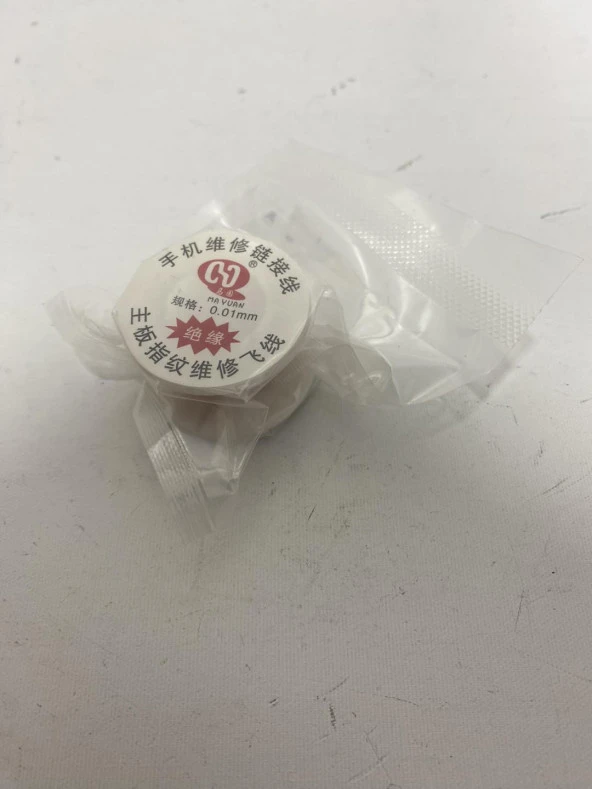 手机维修链接线
®
MA YUAN
规格：0.01mm
绝缘
主板指纹维修飞线